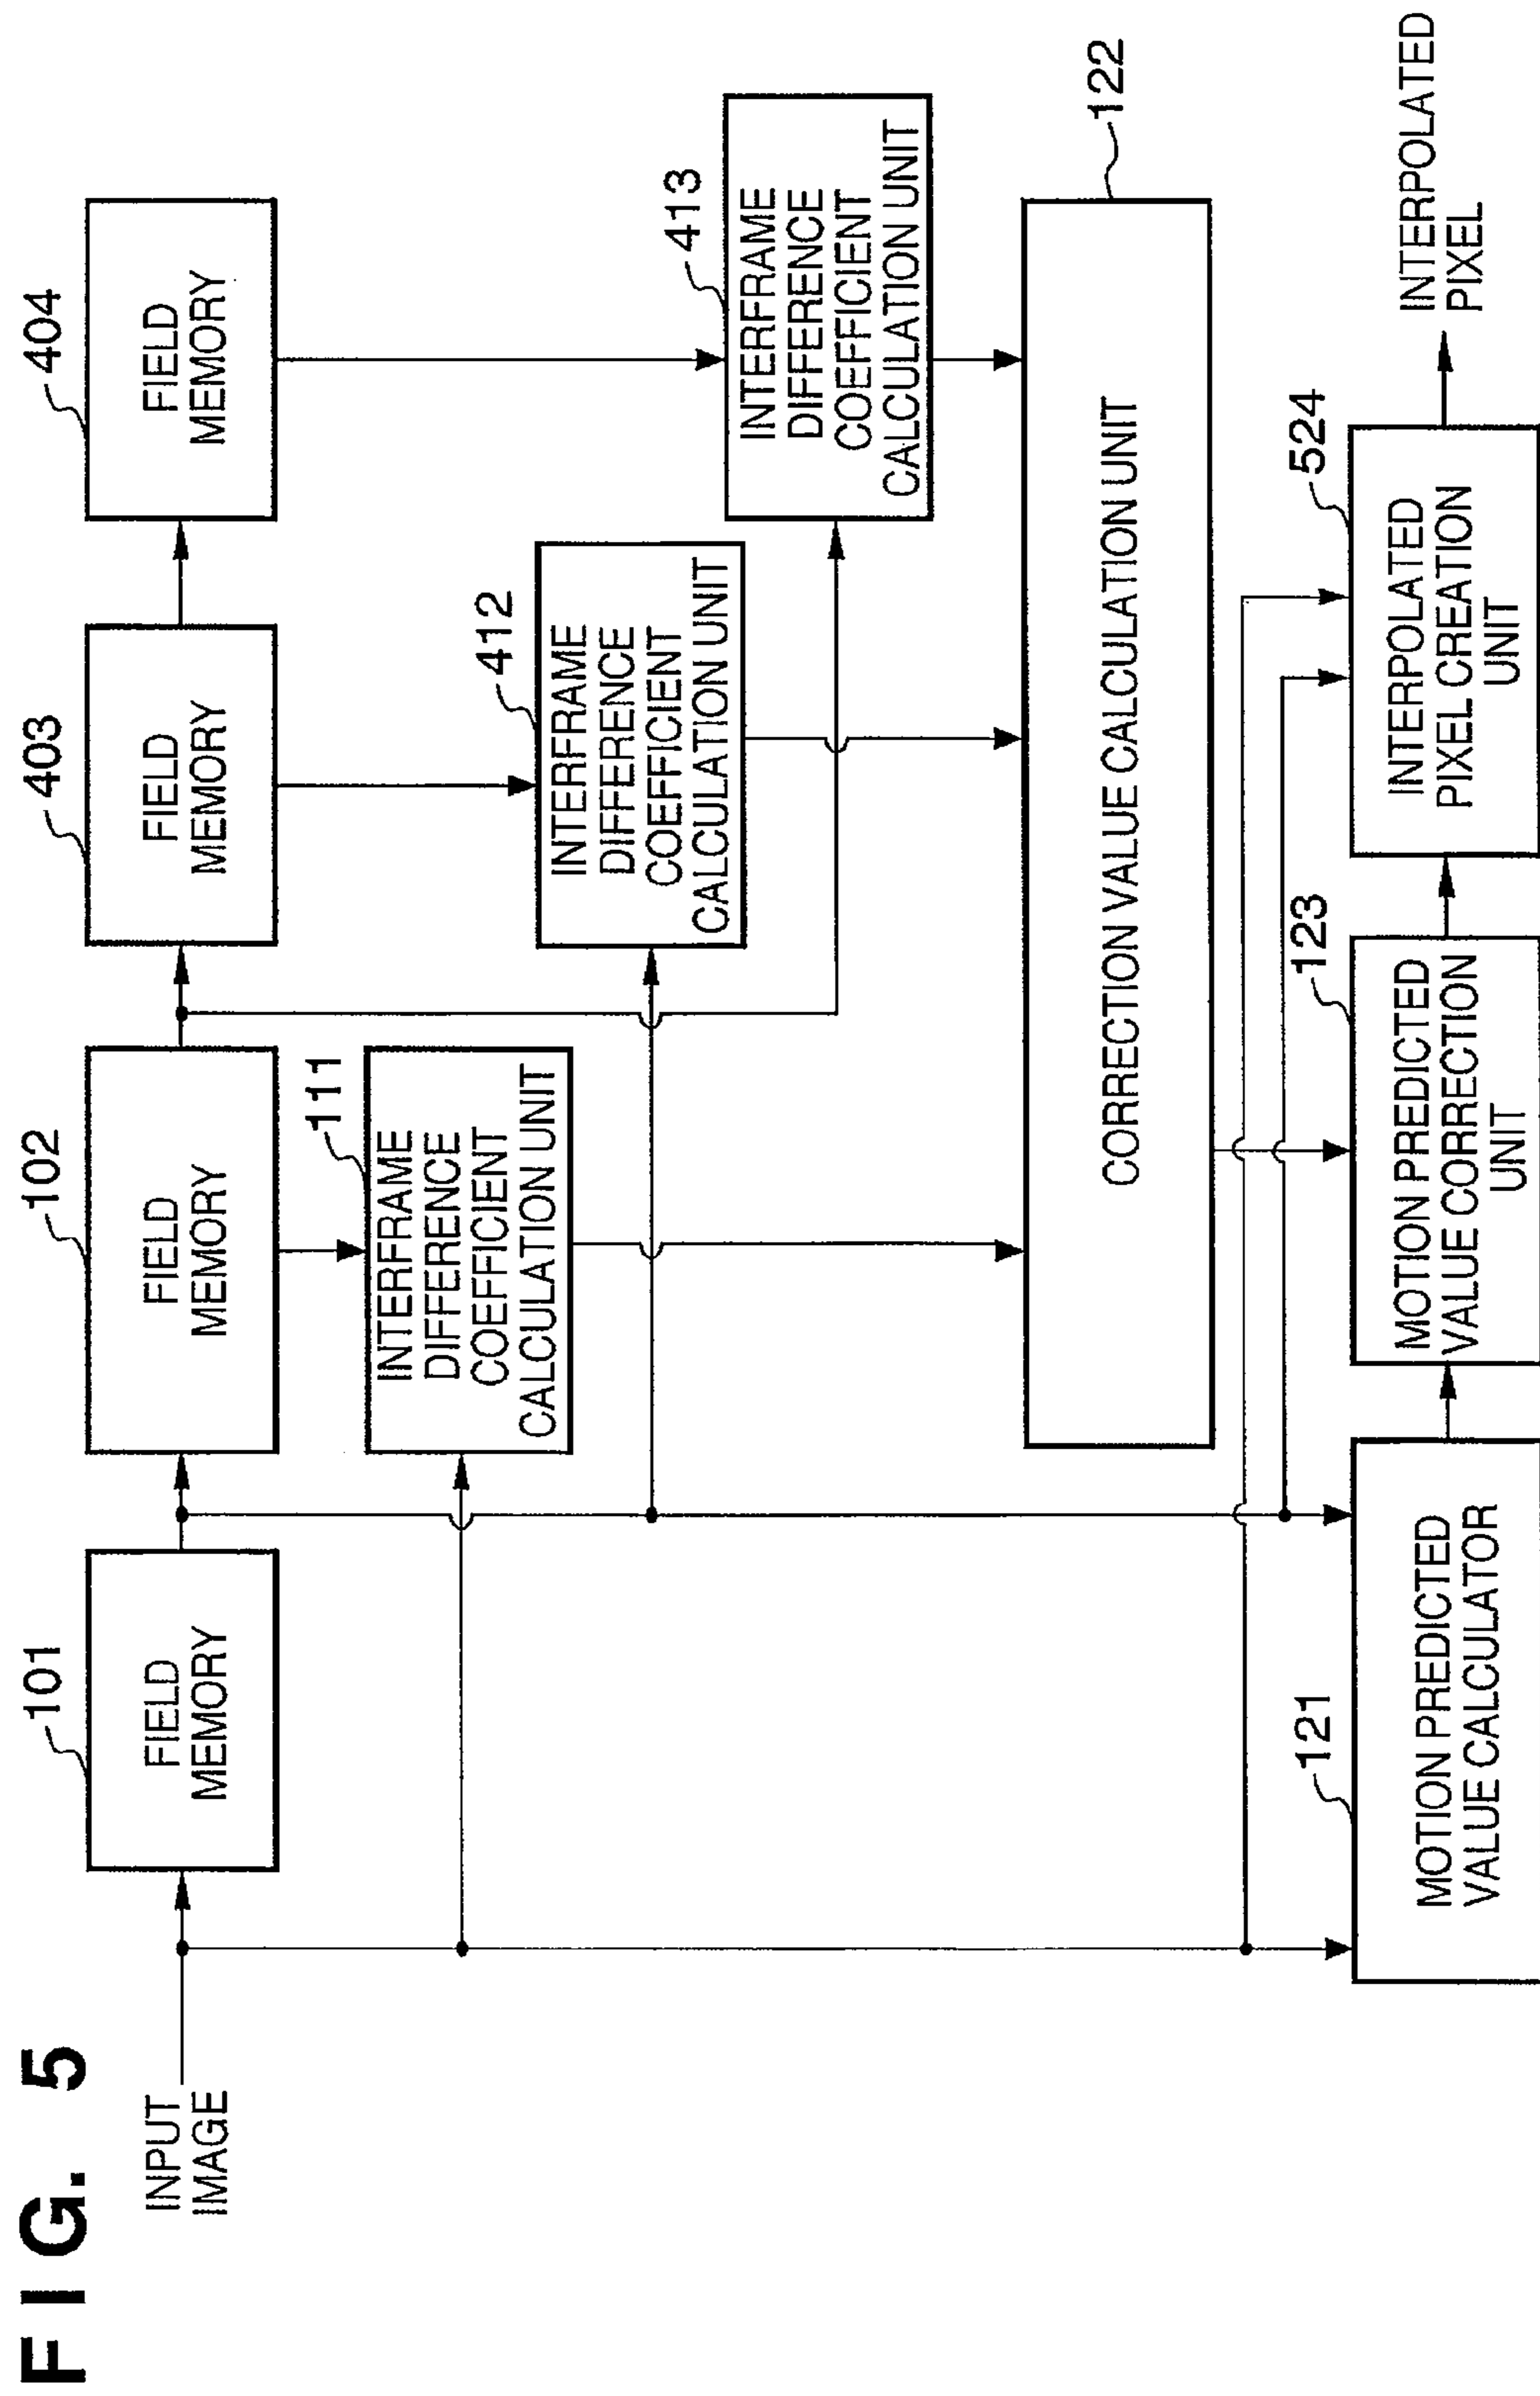 FIG. 5
INPUT
IMAGE
101
FIELD
MEMORY
102
FIELD
MEMORY
403
FIELD
MEMORY
404
FIELD
MEMORY
111
INTERFRAME
DIFFERENCE
COEFFICIENT
CALCULATION UNIT
412
INTERFRAME
DIFFERENCE
COEFFICIENT
CALCULATION UNIT
413
INTERFRAME
DIFFERENCE
COEFFICIENT
CALCULATION UNIT
122
CORRECTION VALUE CALCULATION UNIT
121
MOTION PREDICTED
VALUE CALCULATOR
123
MOTION PREDICTED
VALUE CORRECTION
UNIT
524
INTERPOLATED
PIXEL CREATION
UNIT
INTERPOLATED
PIXEL